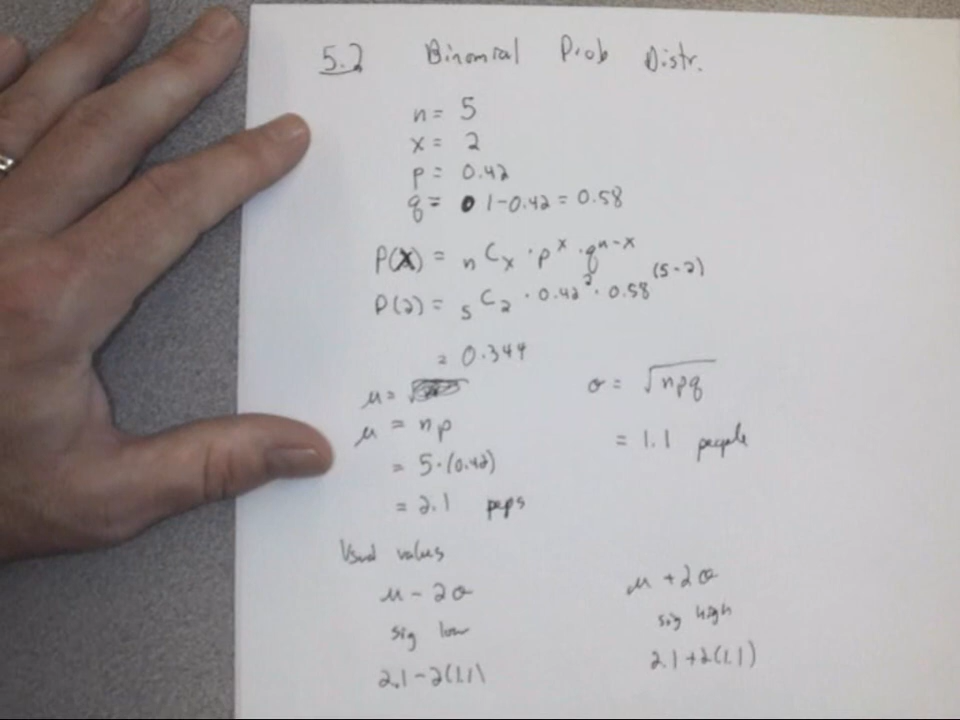 5.2 Binomial Prob Distr.
n = 5
x = 2
p = 0.42
q = 1-0.42 = 0.58
P(X) = nCx · p^x · q^n-x
P(2) = 5C2 · 0.42^2 · 0.58^(5-2)
= 0.344
μ = √
σ = √npq
μ = np
= 1.1 people
= 5·(0.42)
= 2.1 peps
Usual values
μ - 2σ
μ + 2σ
sig low
sig high
2.1-2(1.1)
2.1+2(1.1)